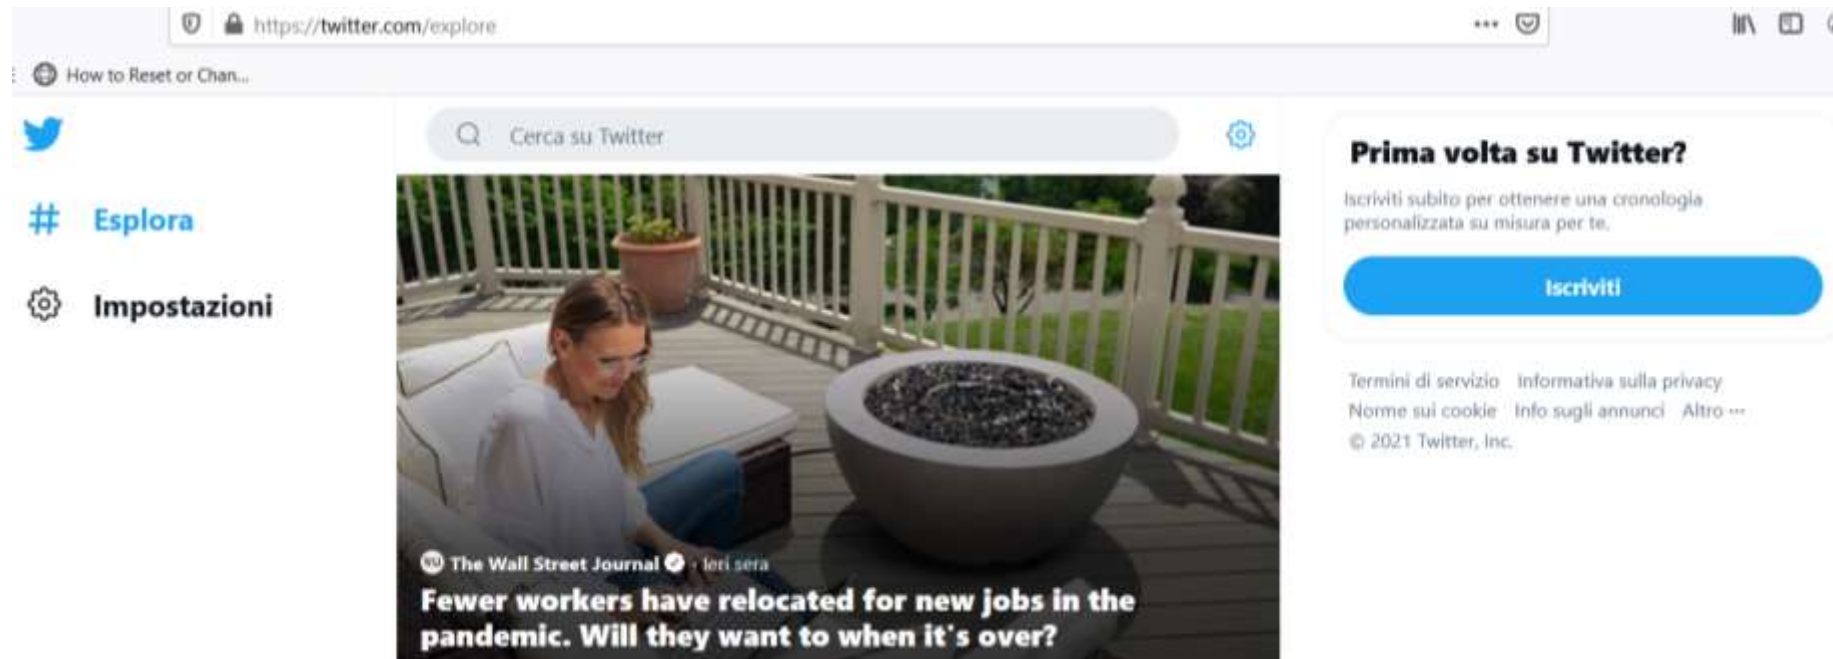 https://twitter.com/explore
How to Reset or Chan...
Cerca su Twitter
Esplora
Impostazioni
The Wall Street Journal · Ieri sera
Fewer workers have relocated for new jobs in the
pandemic. Will they want to when it's over?
Prima volta su Twitter?
Iscriviti subito per ottenere una cronologia
personalizzata su misura per te.
Iscriviti
Termini di servizio Informativa sulla privacy
Norme sui cookie Info sugli annunci Altro ···
© 2021 Twitter, Inc.